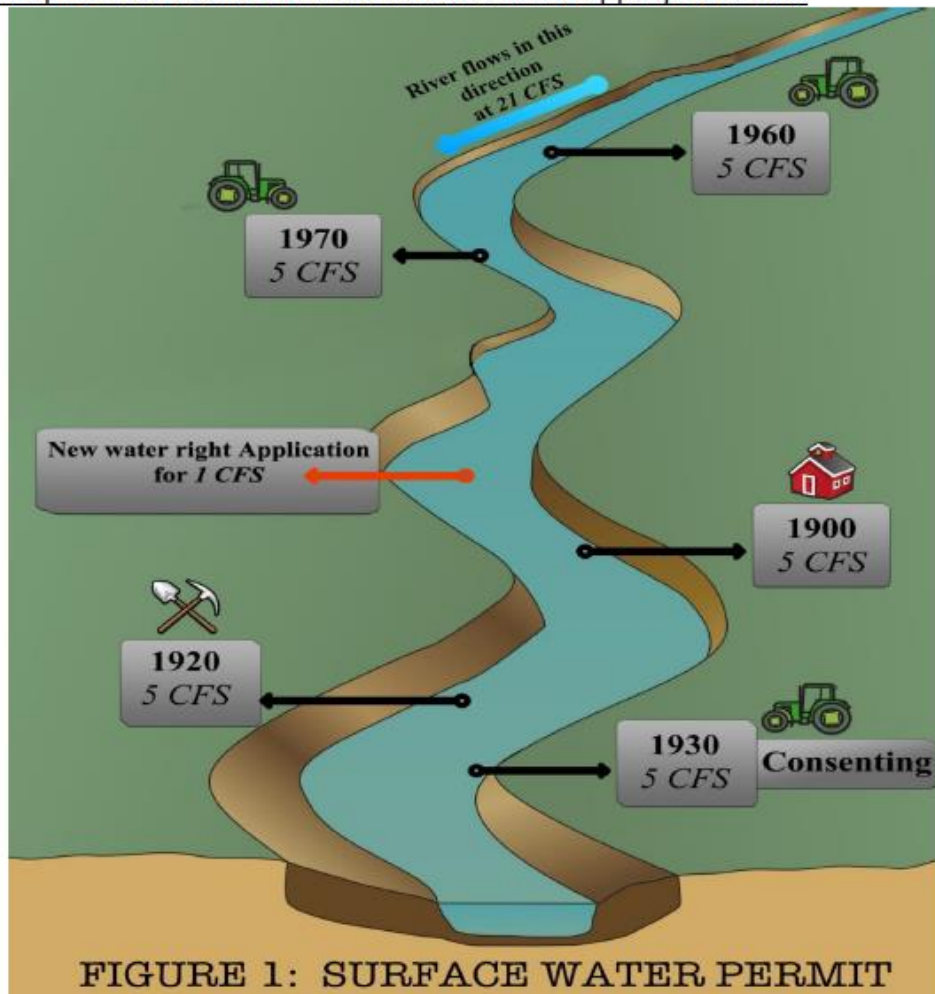 River flows in this
direction
at 21 CFS
1960
5 CFS
1970
5 CFS
New water right Application
for 1 CFS
1900
5 CFS
1920
5 CFS
1930
5 CFS
Consenting
FIGURE 1: SURFACE WATER PERMIT